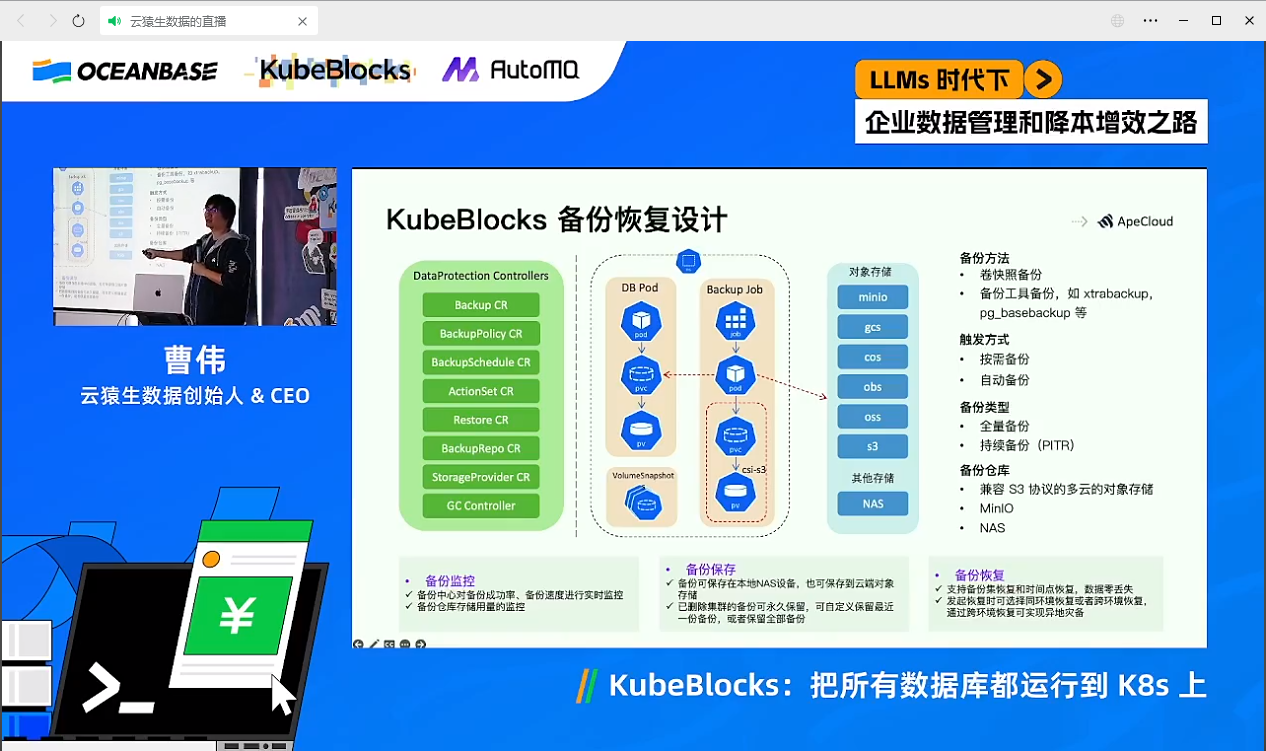 云猿生数据的直播
OCEANBASE
KubeBlocks
AutoMQ
LLMs 时代下
企业数据管理和降本增效之路
曹伟
云猿生数据创始人 & CEO
KubeBlocks 备份恢复设计
ApeCloud
DataProtection Controllers
Backup CR
BackupPolicy CR
BackupSchedule CR
ActionSet CR
Restore CR
BackupRepo CR
StorageProvider CR
GC Controller
DB Pod
pod
pvc
pv
VolumeSnapshot
Backup Job
job
pod
pvc
csi-s3
pv
对象存储
minio
gcs
cos
obs
oss
s3
其他存储
NAS
备份方法
• 卷快照备份
• 备份工具备份，如 xtrabackup，
pg_basebackup 等
触发方式
• 按需备份
• 自动备份
备份类型
• 全量备份
• 持续备份（PITR）
备份仓库
• 兼容 S3 协议的多云的对象存储
• MinIO
• NAS
• 备份监控
✓ 备份中心对备份成功率、备份速度进行实时监控
✓ 备份仓库存储用量的监控
• 备份保存
✓ 备份可保存在本地NAS设备，也可保存到云端对象
存储
✓ 已删除集群的备份可永久保留，可自定义保留最近
一份备份，或者保留全部备份
• 备份恢复
✓ 支持备份集恢复和时间点恢复，数据零丢失
✓ 发起恢复时可选择同环境恢复或者跨环境恢复，
通过跨环境恢复可实现异地灾备
¥
>_
KubeBlocks：把所有数据库都运行到 K8s 上